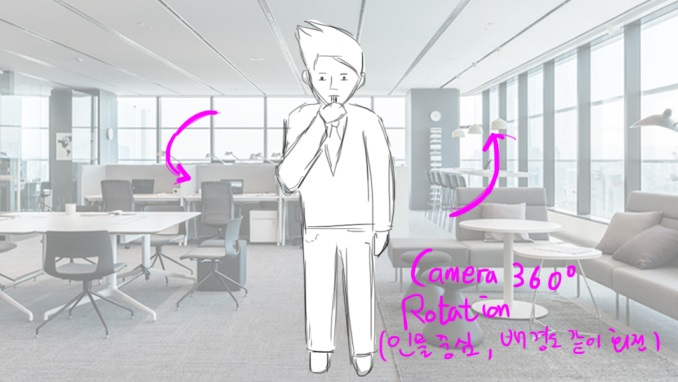 Camera 360°
Rotation
(인물 중심, 배경도 같이 회전)